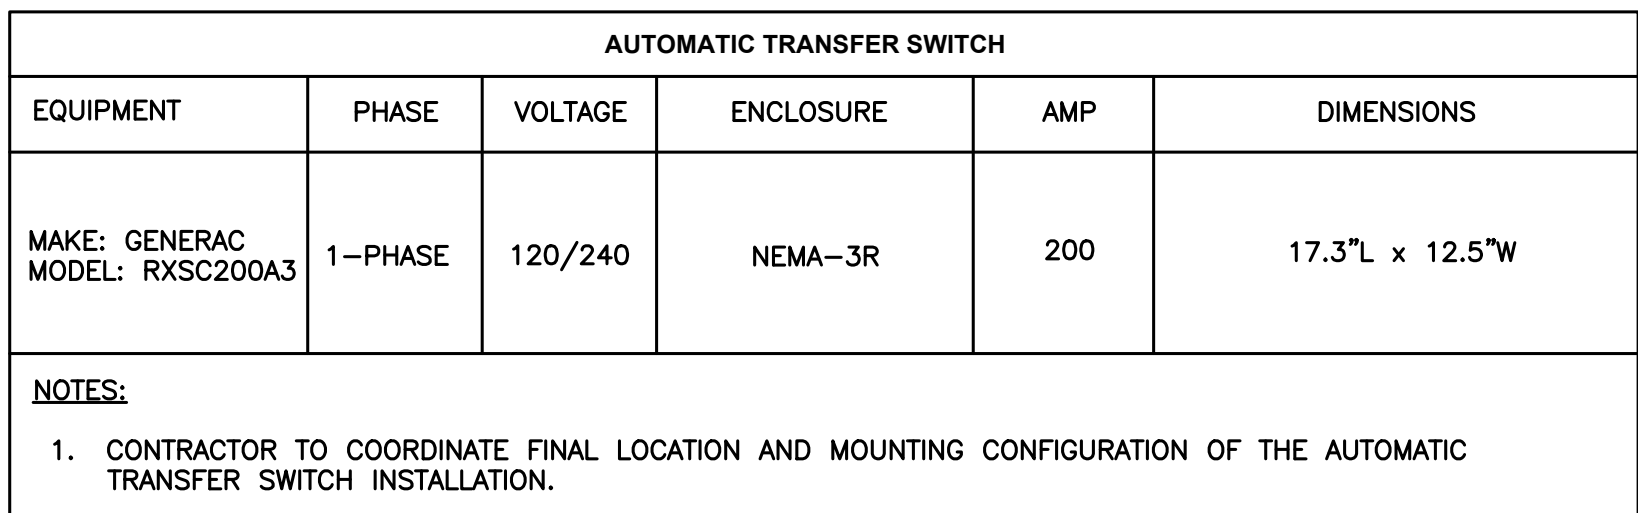 AUTOMATIC TRANSFER SWITCH
EQUIPMENT PHASE VOLTAGE ENCLOSURE AMP DIMENSIONS
MAKE: GENERAC
MODEL: RXSC200A3
1-PHASE 120/240 NEMA-3R 200 17.3"L x 12.5"W
NOTES:
1. CONTRACTOR TO COORDINATE FINAL LOCATION AND MOUNTING CONFIGURATION OF THE AUTOMATIC
TRANSFER SWITCH INSTALLATION.